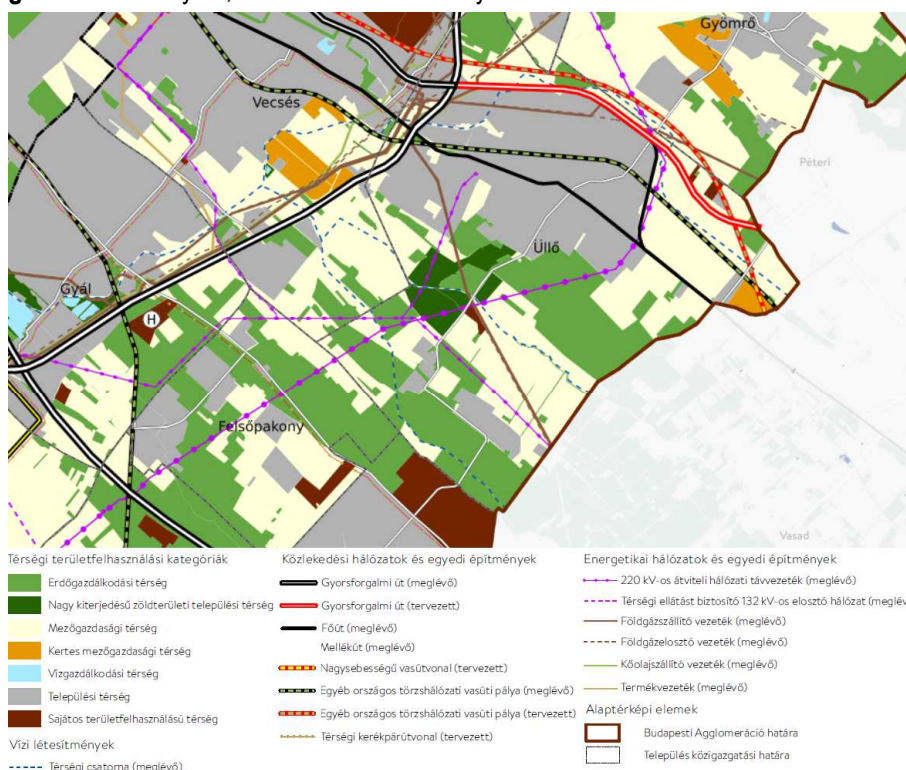 Gyömrő
Vecsés
Péteri
Üllő
Gyál
H
Felsőpakony
Vasad
Térségi területfelhasználási kategóriák
Erdőgazdálkodási térség
Nagy kiterjedésű zöldterületi települési térség
Mezőgazdasági térség
Kertes mezőgazdasági térség
Vízgazdálkodási térség
Települési térség
Sajátos területfelhasználású térség
Vízi létesítmények
Térségi csatorna (meglévő)
Közlekedési hálózatok és egyedi építmények
Gyorsforgalmi út (meglévő)
Gyorsforgalmi út (tervezett)
Főút (meglévő)
Mellékút (meglévő)
Nagysebességű vasútvonal (tervezett)
Egyéb országos törzshálózati vasúti pálya (meglévő)
Egyéb országos törzshálózati vasúti pálya (tervezett)
Térségi kerékpárútvonal (tervezett)
Energetikai hálózatok és egyedi építmények
220 kV-os átviteli hálózati távvezeték (meglévő)
Térségi ellátást biztosító 132 kV-os elosztó hálózat (meglév
Földgázszállító vezeték (meglévő)
Földgázelosztó vezeték (meglévő)
Kőolajszállító vezeték (meglévő)
Termékvezeték (meglévő)
Alaptérképi elemek
Budapesti Agglomeráció határa
Település közigazgatási határa